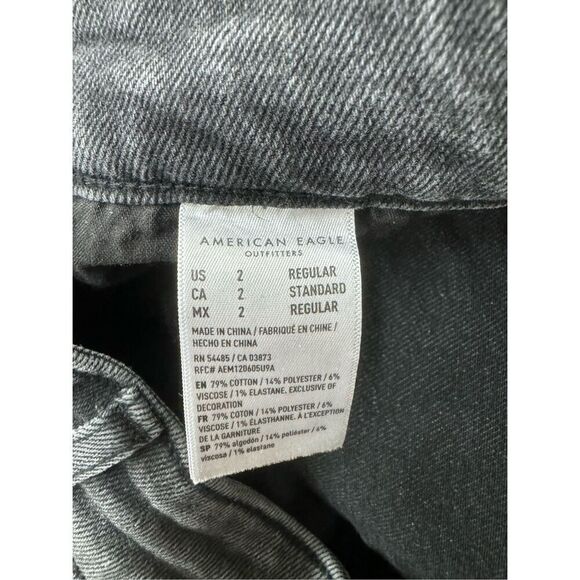 AMERICAN EAGLE
OUTFITTERS
US 2 REGULAR
CA 2 STANDARD
MX 2 REGULAR
MADE IN CHINA / FABRIQUÉ EN CHINE /
HECHO EN CHINA
RN 54485 / CA 03873
RFC# AEM120605U9A
EN 79% COTTON / 14% POLYESTER / 6%
VISCOSE / 1% ELASTANE, EXCLUSIVE OF
DECORATION
FR 79% COTON / 14% POLYESTER / 6%
VISCOSE / 1% ÉLASTHANNE. À L'EXCEPTION
DE LA GARNITURE
SP 79% algodón / 14% poliéster / 6%
viscosa / 1% elastano